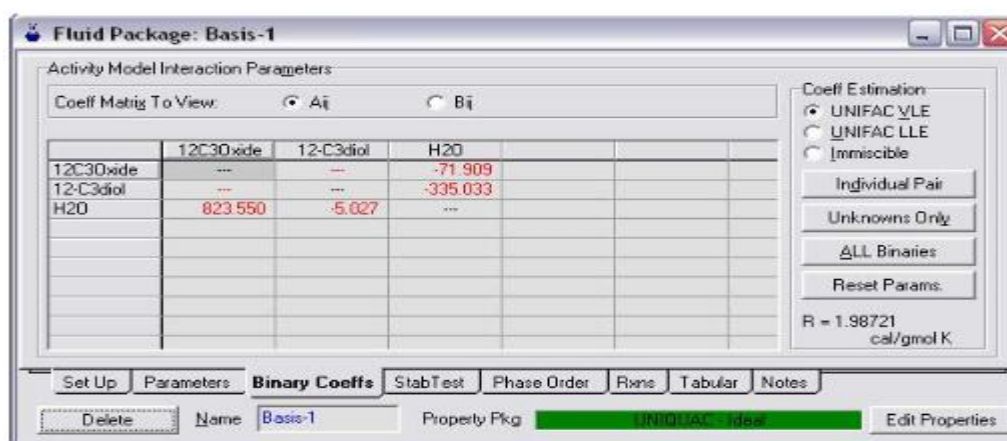 Fluid Package: Basis-1
Activity Model Interaction Parameters
Coeff Matrix To View: Aij Bij
12C3Oxide 12-C3diol H2O
12C3Oxide --- --- -71.909
12-C3diol --- --- -335.033
H2O 823.550 -5.027 ---
Coeff Estimation
UNIFAC VLE
UNIFAC LLE
Immiscible
Individual Pair
Unknowns Only
ALL Binaries
Reset Params.
R = 1.98721
cal/gmol K
Set Up Parameters Binary Coeffs StabTest Phase Order Rxns Tabular Notes
Delete Name Basis-1 Property Pkg UNIQUAC - Ideal Edit Properties